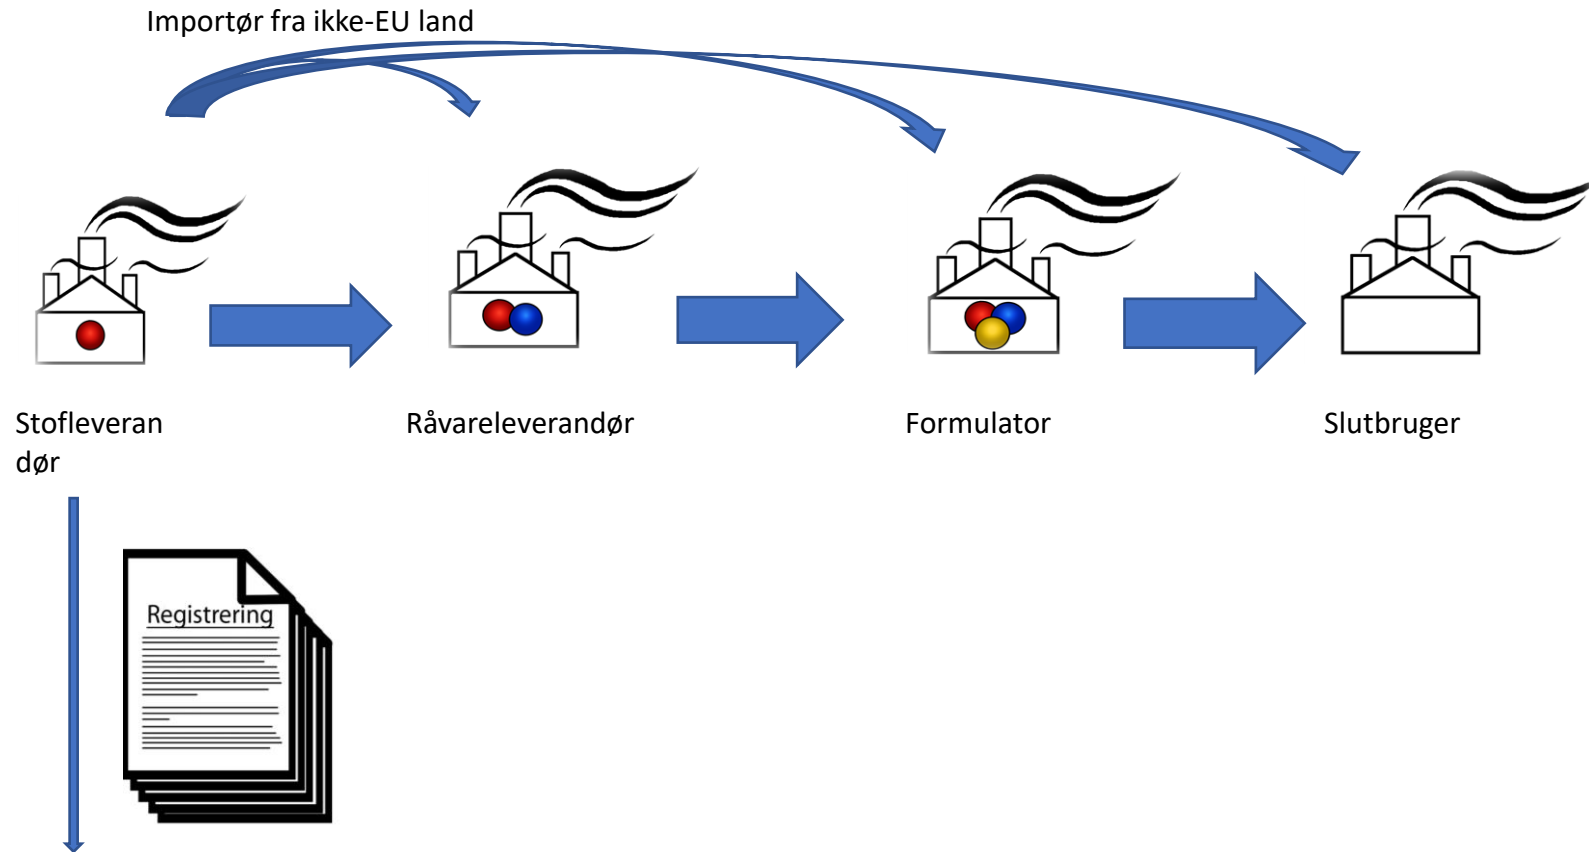 Importør fra ikke-EU land
Stofleveran
dør
Råvareleverandør
Formulator
Slutbruger
Registrering